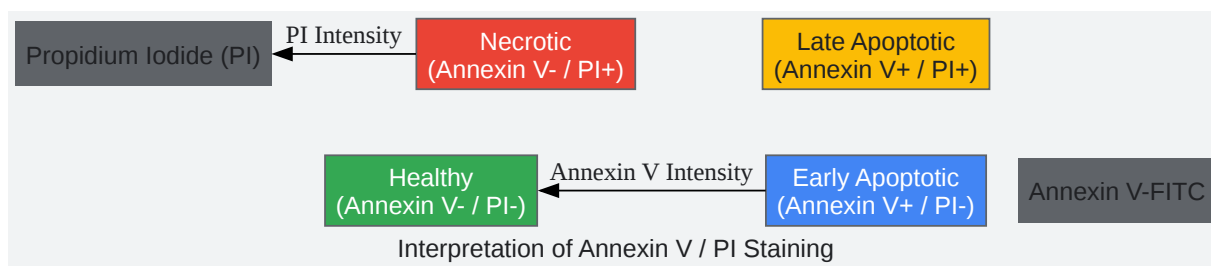 Propidium Iodide (PI)
PI Intensity
Necrotic
(Annexin V- / PI+)
Late Apoptotic
(Annexin V+ / PI+)
Healthy
(Annexin V- / PI-)
Annexin V Intensity
Early Apoptotic
(Annexin V+ / PI-)
Annexin V-FITC
Interpretation of Annexin V / PI Staining